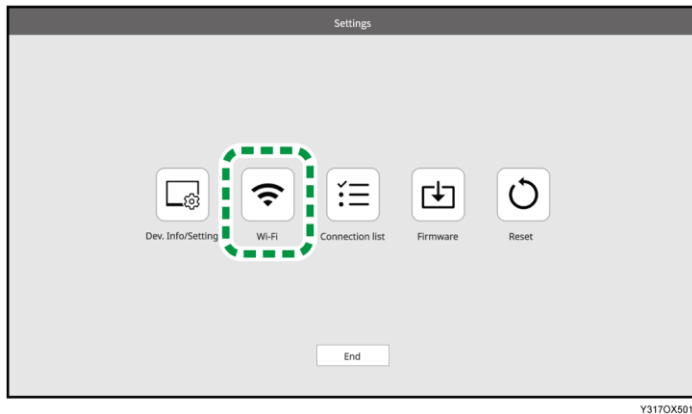 Settings
Dev. Info/Setting
Wi-Fi
Connection list
Firmware
Reset
End
Y317OX501